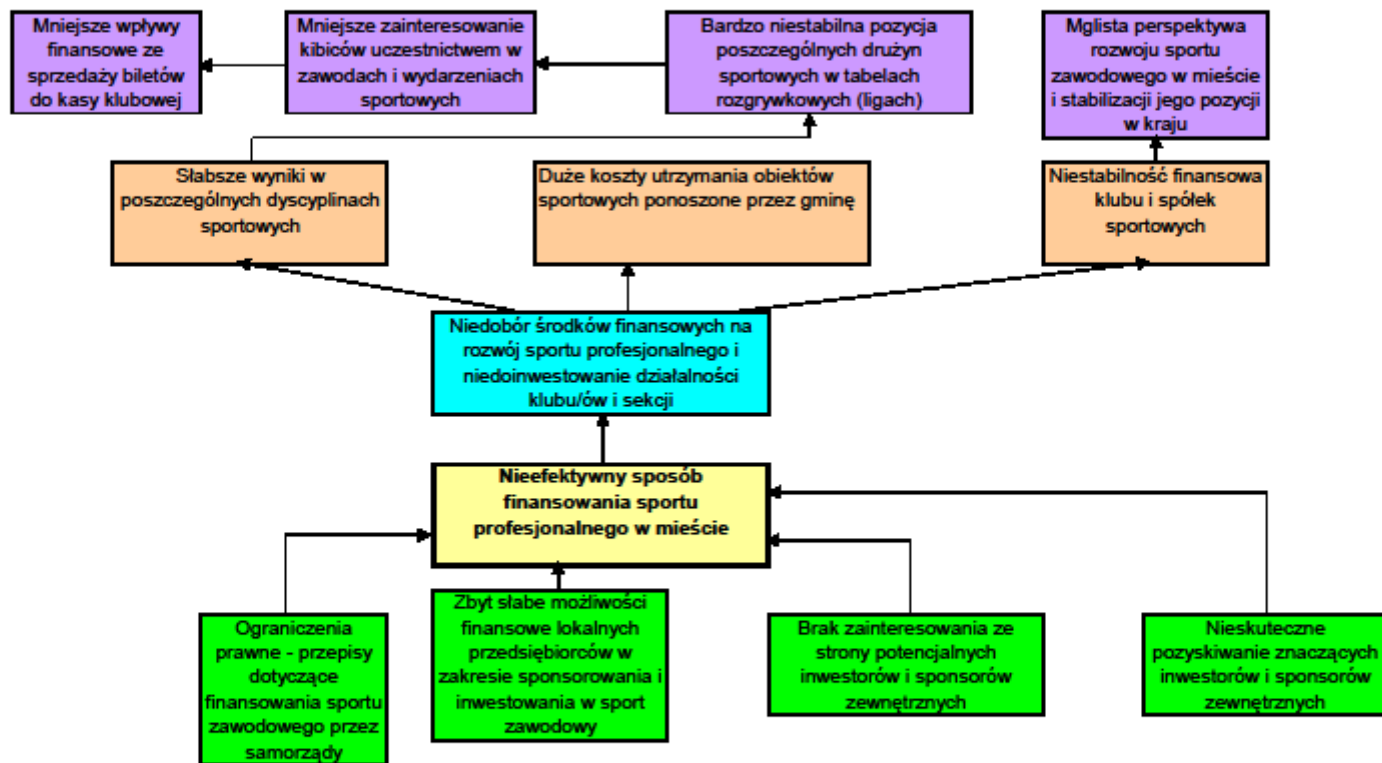 Mniejsze wpływy
finansowe ze
sprzedaży biletów
do kasy klubowej
Mniejsze zainteresowanie
kibiców uczestnictwem w
zawodach i wydarzeniach
sportowych
Bardzo niestabilna pozycja
poszczególnych drużyn
sportowych w tabelach
rozgrywkowych (ligach)
Mglista perspektywa
rozwoju sportu
zawodowego w mieście
i stabilizacji jego pozycji
w kraju
Słabsze wyniki w
poszczególnych dyscyplinach
sportowych
Duże koszty utrzymania obiektów
sportowych ponoszone przez gminę
Niestabilność finansowa
klubu i spółek
sportowych
Niedobór środków finansowych na
rozwój sportu profesjonalnego i
niedoinwestowanie działalności
klubu/ów i sekcji
Nieefektywny sposób
finansowania sportu
profesjonalnego w mieście
Ograniczenia
prawne - przepisy
dotyczące
finansowania sportu
zawodowego przez
samorządy
Zbyt słabe możliwości
finansowe lokalnych
przedsiębiorców w
zakresie sponsorowania i
inwestowania w sport
zawodowy
Brak zainteresowania ze
strony potencjalnych
inwestorów i sponsorów
zewnętrznych
Nieskuteczne
pozyskiwanie znaczących
inwestorów i sponsorów
zewnętrznych